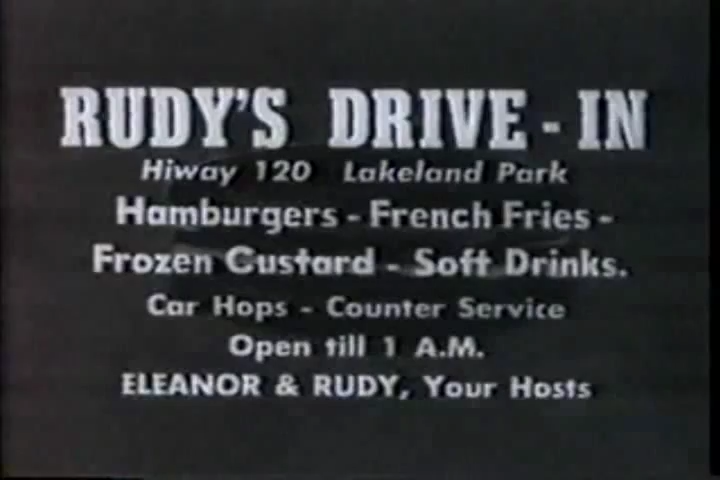 RUDY'S DRIVE-IN
Hiway 120 Lakeland Park
Hamburgers - French Fries -
Frozen Custard - Soft Drinks.
Car Hops - Counter Service
Open till 1 A.M.
ELEANOR & RUDY, Your Hosts